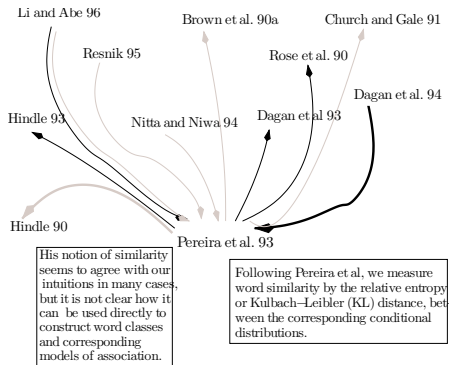 Li and Abe 96
Brown et al. 90a
Church and Gale 91
Resnik 95
Rose et al. 90
Dagan et al. 94
Hindle 93
Nitta and Niwa 94
Dagan et al 93
Hindle 90
Pereira et al. 93
His notion of similarity
seems to agree with our
intuitions in many cases,
but it is not clear how it
can be used directly to
construct word classes
and corresponding
models of association.
Following Pereira et al, we measure
word similarity by the relative entropy
or Kulbach–Leibler (KL) distance, bet-
ween the corresponding conditional
distributions.